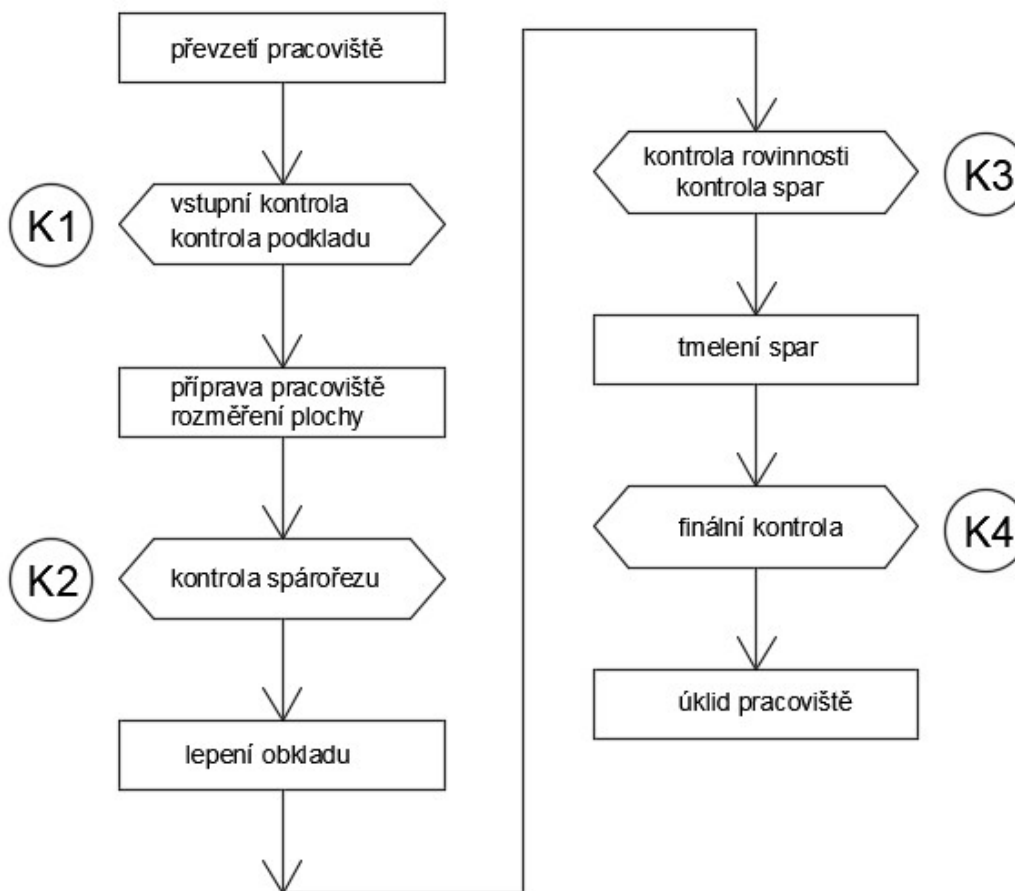 převzetí pracoviště
K1
vstupní kontrola
kontrola podkladu
příprava pracoviště
rozměření plochy
K2
kontrola spárořezu
lepení obkladu
kontrola rovinnosti
kontrola spar
K3
tmelení spar
finální kontrola
K4
úklid pracoviště